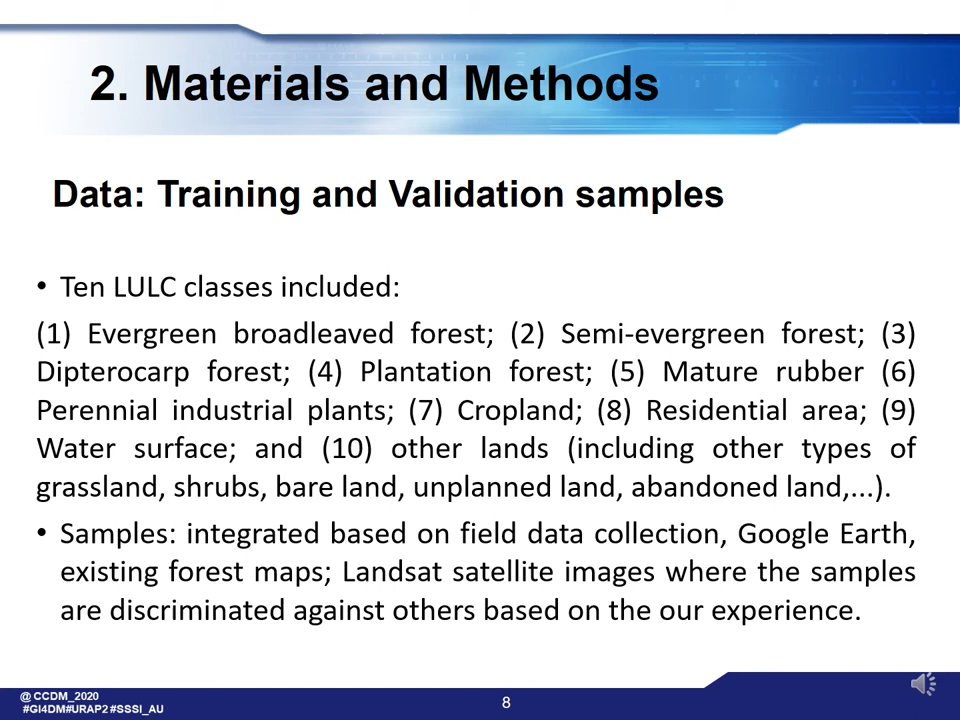 2. Materials and Methods
Data: Training and Validation samples
• Ten LULC classes included:
(1) Evergreen broadleaved forest; (2) Semi-evergreen forest; (3)
Dipterocarp forest; (4) Plantation forest; (5) Mature rubber (6)
Perennial industrial plants; (7) Cropland; (8) Residential area; (9)
Water surface; and (10) other lands (including other types of
grassland, shrubs, bare land, unplanned land, abandoned land,...).
• Samples: integrated based on field data collection, Google Earth,
existing forest maps; Landsat satellite images where the samples
are discriminated against others based on the our experience.
@ CCDM_2020
#GI4DM#URAP2 #SSSI_AU
8